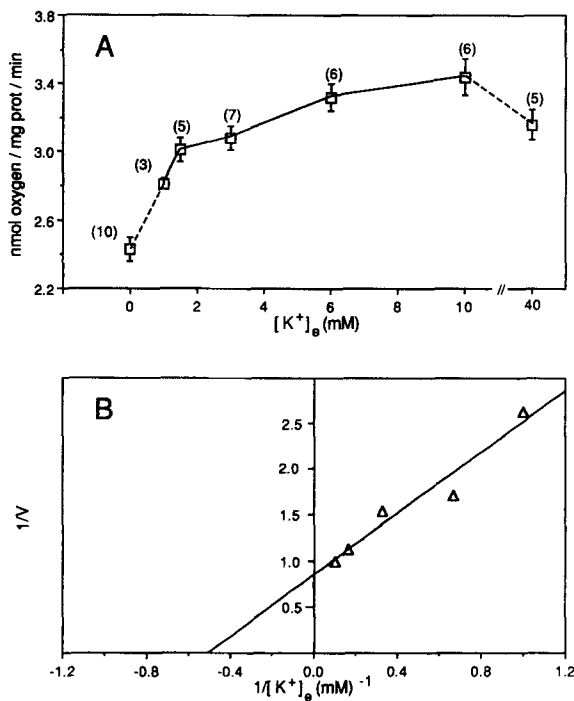 A
nmol oxygen / mg prot / min
3.8
3.4
3.0
2.6
2.2
(10)
(3)
(5)
(7)
(6)
(6)
(5)
0 2 4 6 8 10 // 40
[K⁺]ₑ (mM)
B
1/V
2.5
2.0
1.5
1.0
0.5
-1.2 -0.8 -0.4 0.0 0.4 0.8 1.2
1/[K⁺]ₑ (mM)⁻¹